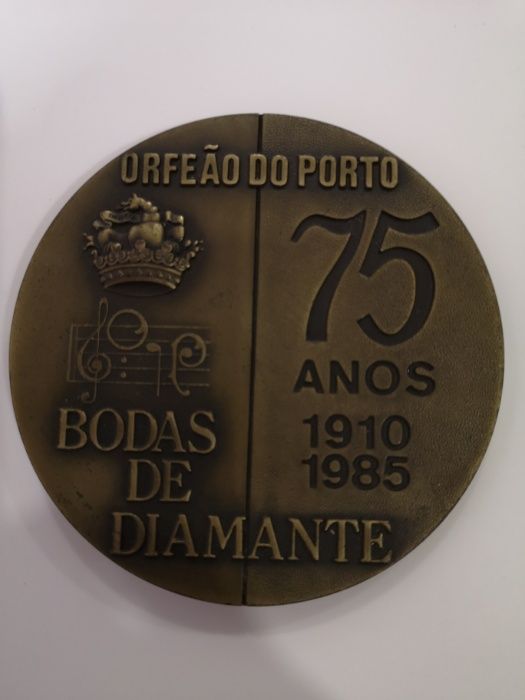 ORFEÃO DO PORTO
75
ANOS
1910
1985
BODAS
DE
DIAMANTE